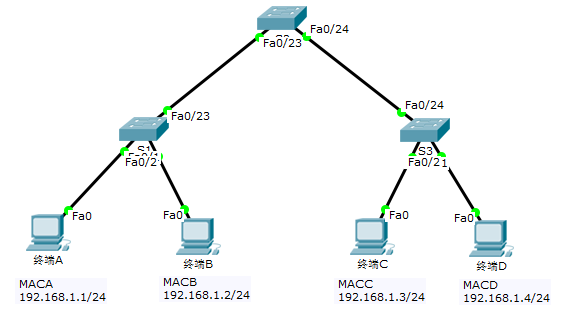 Fa0/24
Fa0/23
Fa0/24
Fa0/23
S1
S3
Fa0/2
Fa0/2
Fa0
Fa0
Fa0
Fa0
终端A
终端B
终端C
终端D
MACA
192.168.1.1/24
MACB
192.168.1.2/24
MACC
192.168.1.3/24
MACD
192.168.1.4/24